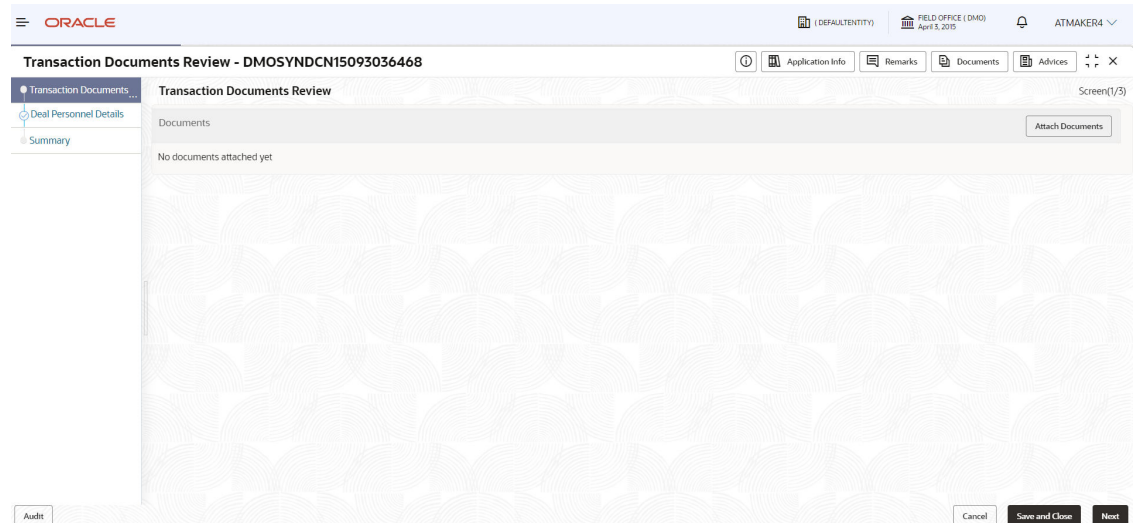 ORACLE
( DEFAULTENTITY)
FIELD OFFICE ( DMO)
April 3, 2015
ATMAKER4
Transaction Documents Review - DMOSYNDCN15093036468
Application Info
Remarks
Documents
Advices
Transaction Documents ...
Deal Personnel Details
Summary
Transaction Documents Review
Screen(1/3)
Documents
Attach Documents
No documents attached yet
Audit
Cancel
Save and Close
Next